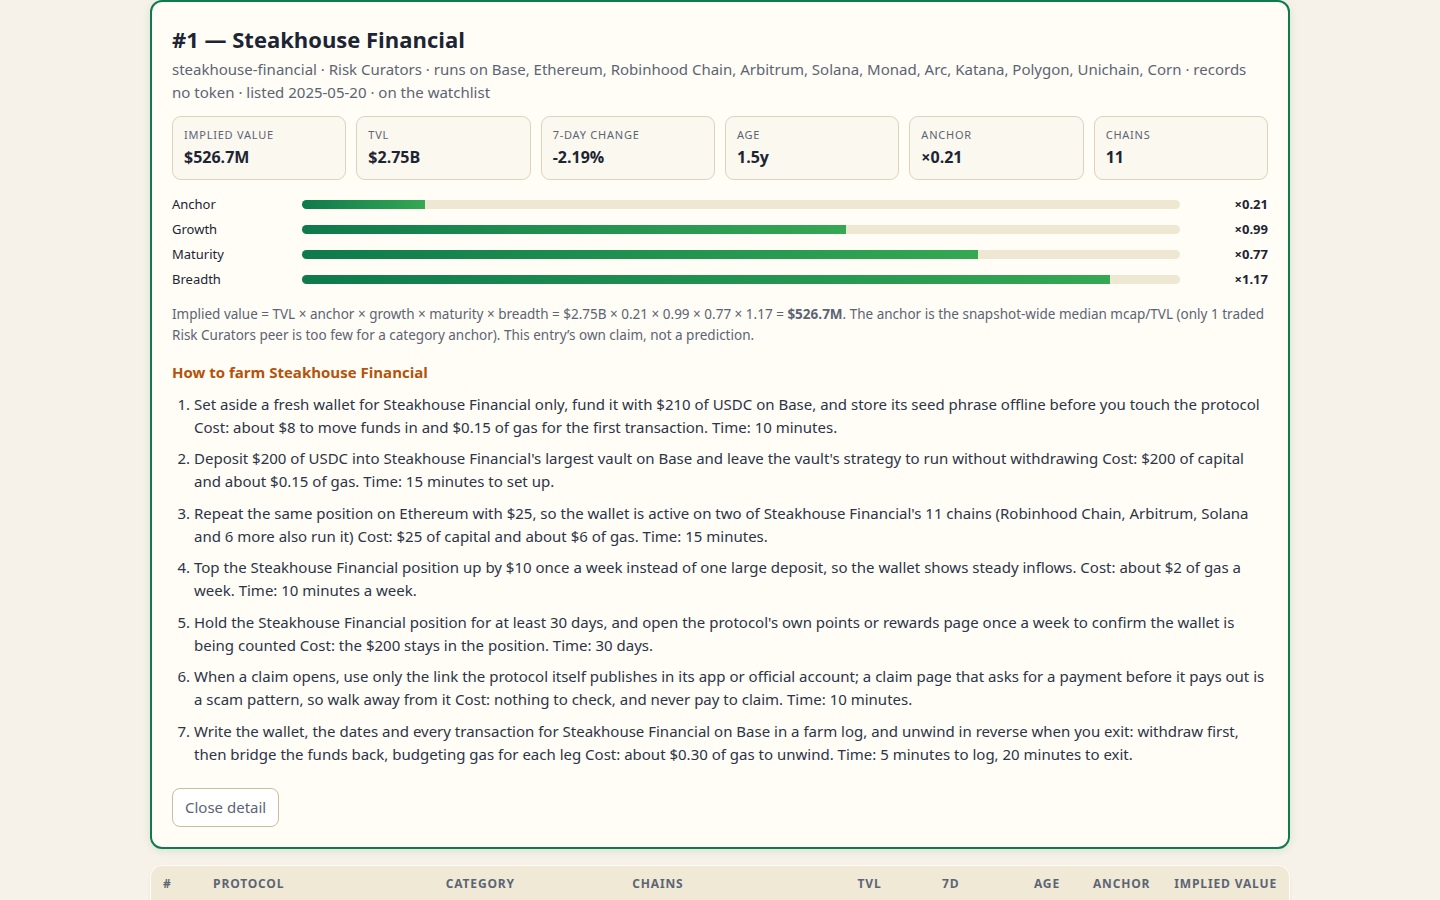 #1 — Steakhouse Financial
steakhouse-financial · Risk Curators · runs on Base, Ethereum, Robinhood Chain, Arbitrum, Solana, Monad, Arc, Katana, Polygon, Unichain, Corn · records
no token · listed 2025-05-20 · on the watchlist
IMPLIED VALUE TVL 7-DAY CHANGE AGE ANCHOR CHAINS
$526.7M $2.75B -2.19% 1.5y ×0.21 11
Anchor ×0.21
Growth ×0.99
Maturity ×0.77
Breadth ×1.17
Implied value = TVL × anchor × growth × maturity × breadth = $2.75B × 0.21 × 0.99 × 0.77 × 1.17 = $526.7M. The anchor is the snapshot-wide median mcap/TVL (only 1 traded
Risk Curators peer is too few for a category anchor). This entry's own claim, not a prediction.
How to farm Steakhouse Financial
1. Set aside a fresh wallet for Steakhouse Financial only, fund it with $210 of USDC on Base, and store its seed phrase offline before you touch the protocol
Cost: about $8 to move funds in and $0.15 of gas for the first transaction. Time: 10 minutes.
2. Deposit $200 of USDC into Steakhouse Financial's largest vault on Base and leave the vault's strategy to run without withdrawing Cost: $200 of capital
and about $0.15 of gas. Time: 15 minutes to set up.
3. Repeat the same position on Ethereum with $25, so the wallet is active on two of Steakhouse Financial's 11 chains (Robinhood Chain, Arbitrum, Solana
and 6 more also run it) Cost: $25 of capital and about $6 of gas. Time: 15 minutes.
4. Top the Steakhouse Financial position up by $10 once a week instead of one large deposit, so the wallet shows steady inflows. Cost: about $2 of gas a
week. Time: 10 minutes a week.
5. Hold the Steakhouse Financial position for at least 30 days, and open the protocol's own points or rewards page once a week to confirm the wallet is
being counted Cost: the $200 stays in the position. Time: 30 days.
6. When a claim opens, use only the link the protocol itself publishes in its app or official account; a claim page that asks for a payment before it pays out is
a scam pattern, so walk away from it Cost: nothing to check, and never pay to claim. Time: 10 minutes.
7. Write the wallet, the dates and every transaction for Steakhouse Financial on Base in a farm log, and unwind in reverse when you exit: withdraw first,
then bridge the funds back, budgeting gas for each leg Cost: about $0.30 of gas to unwind. Time: 5 minutes to log, 20 minutes to exit.
Close detail
# PROTOCOL CATEGORY CHAINS TVL 7D AGE ANCHOR IMPLIED VALUE